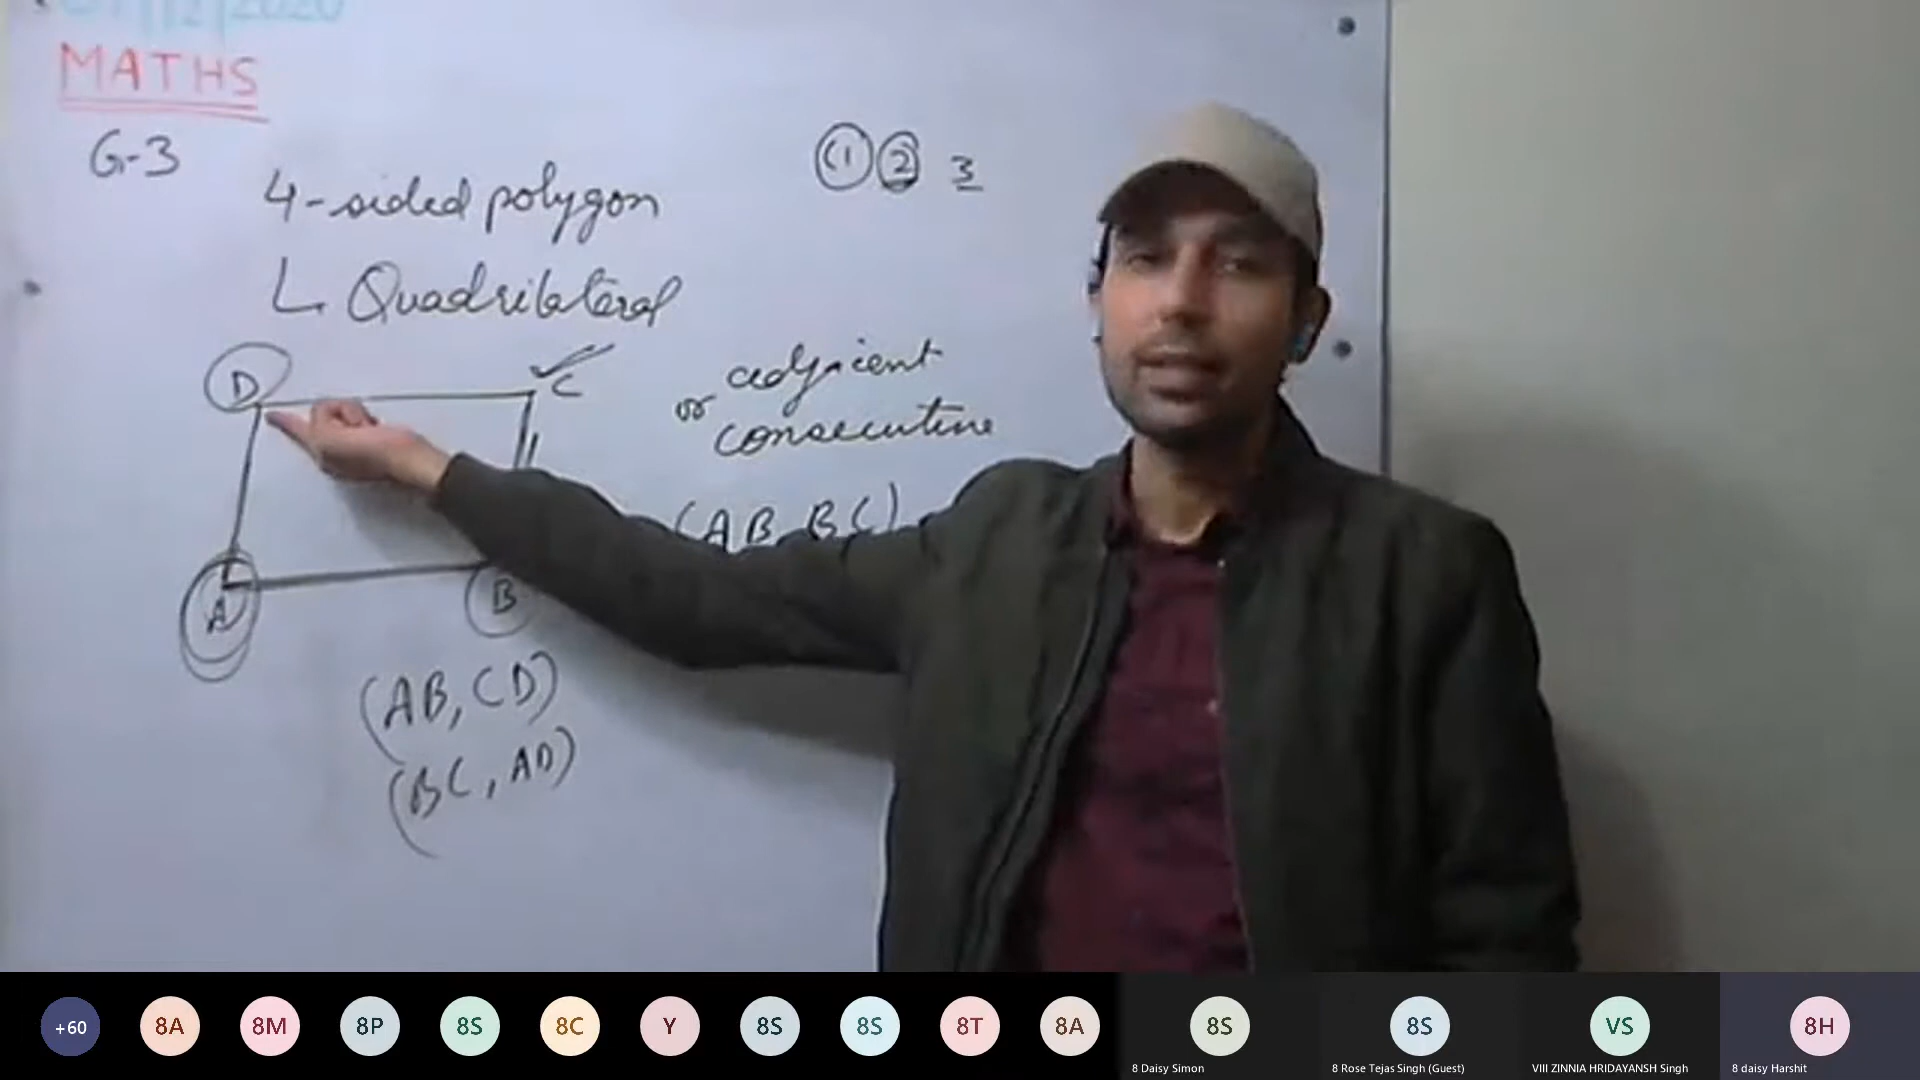 MATHS
G-3
(1) 2 3
4-sided polygon
Quadrilateral
D
C
adjacent
or
consecutive
(AB, BC)
A
B
(AB, CD)
(BC, AD)
+60 8A 8M 8P 8S 8C Y 8S 8S 8T 8A 8S 8S VS 8H
8 Daisy Simon 8 Rose Tejas Singh (Guest) VIII ZINNIA HRIDAYANSH Singh 8 daisy Harshit